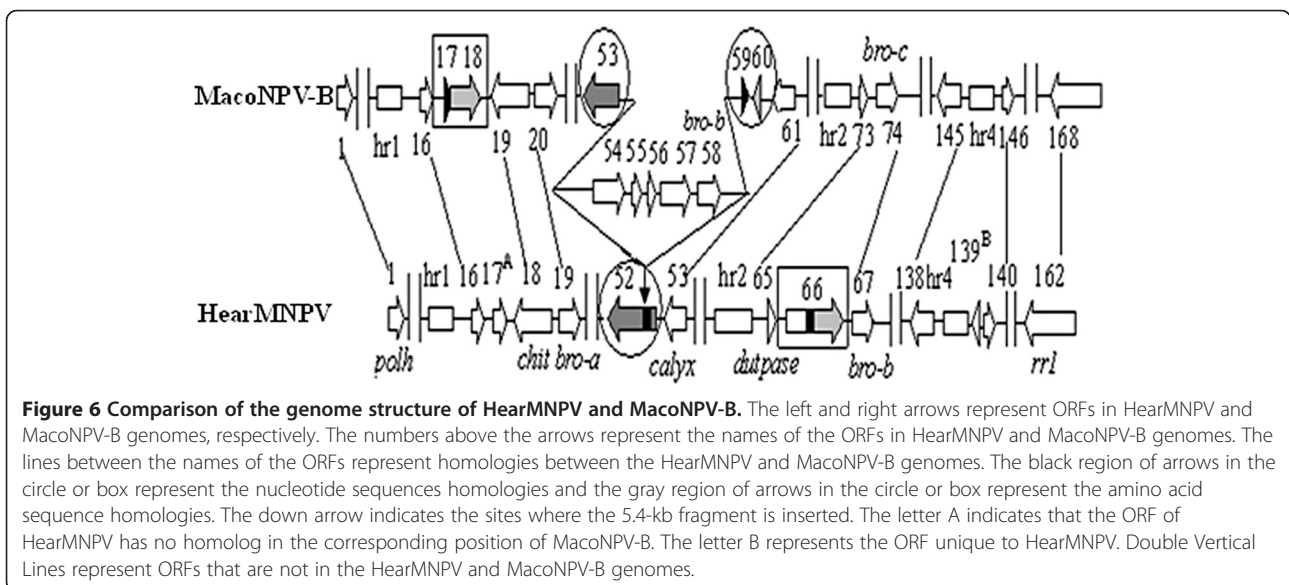 17 18 53 5960 bro-c
MacoNPV-B
1 hr1 16 19 20 bro-b 61 hr2 73 74 145 hr4 146 168
54 55 56 57 58
1 hr1 16 17A 18 19 52 53 hr2 65 66 67 138 hr4 139B 140 162
HearMNPV
polh chit bro-a calyx dutpase bro-b rr1
Figure 6 Comparison of the genome structure of HearMNPV and MacoNPV-B. The left and right arrows represent ORFs in HearMNPV and
MacoNPV-B genomes, respectively. The numbers above the arrows represent the names of the ORFs in HearMNPV and MacoNPV-B genomes. The
lines between the names of the ORFs represent homologies between the HearMNPV and MacoNPV-B genomes. The black region of arrows in the
circle or box represent the nucleotide sequences homologies and the gray region of arrows in the circle or box represent the amino acid
sequence homologies. The down arrow indicates the sites where the 5.4-kb fragment is inserted. The letter A indicates that the ORF of
HearMNPV has no homolog in the corresponding position of MacoNPV-B. The letter B represents the ORF unique to HearMNPV. Double Vertical
Lines represent ORFs that are not in the HearMNPV and MacoNPV-B genomes.